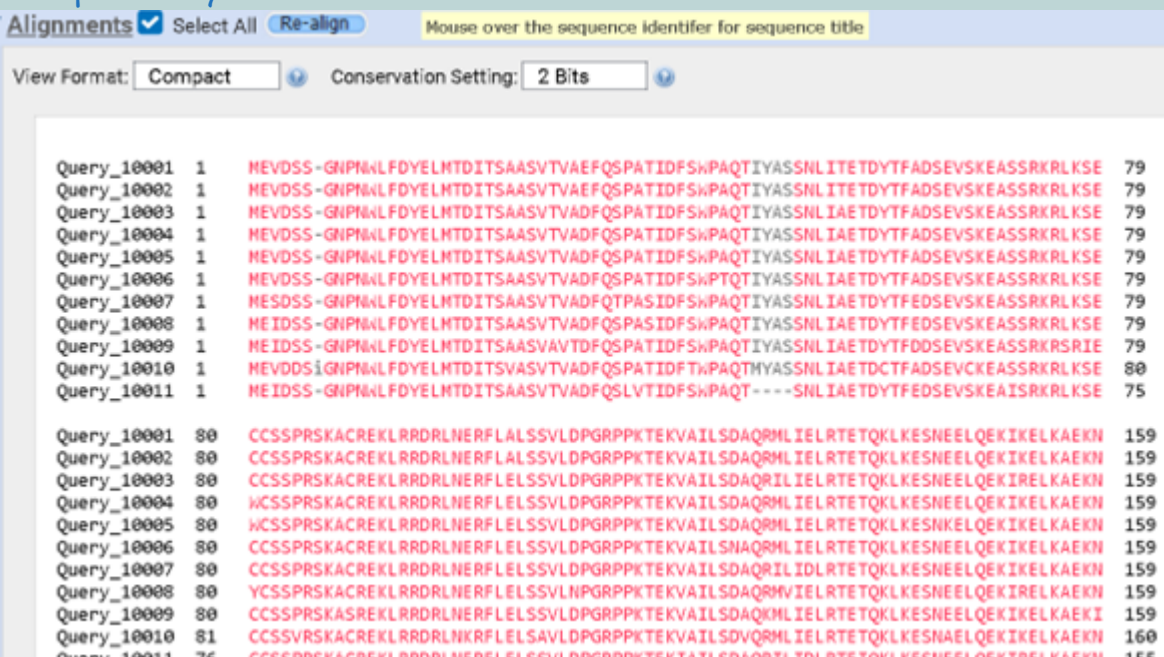 Alignments Select All Re-align Mouse over the sequence identifer for sequence title
View Format: Compact Conservation Setting: 2 Bits
Query_10001 1 MEVDSS-GNPNWLFDYELMTDITSAASVTVAEFQSPATIDFSWPAQTIYASSNLITETDYTFADSEVSKEASSRKRLKSE 79
Query_10002 1 MEVDSS-GNPNWLFDYELMTDITSAASVTVADFQSPATIDFSWPAQTIYASSNLIAETDYTFADSEVSKEASSRKRLKSE 79
Query_10003 1 MEVDSS-GNPNWLFDYELMTDITSAASVTVADFQSPATIDFSWPAQTIYASSNLIAETDYTFADSEVSKEASSRKRLKSE 79
Query_10004 1 MEVDSS-GNPNWLFDYELMTDITSAASVTVADFQSPATIDFSWPAQTIYASSNLIAETDYTFADSEVSKEASSRKRLKSE 79
Query_10005 1 MEVDSS-GNPNWLFDYELMTDITSAASVTVADFQSPATIDFSWPAQTIYASSNLIAETDYTFADSEVSKEASSRKRLKSE 79
Query_10006 1 MEVDSS-GNPNWLFDYELMTDITSAASVTVADFQSPATIDFSWPTQTIYASSNLIAETDYTFADSEVSKEASSRKRLKSE 79
Query_10007 1 MESDSS-GNPNWLFDYELMTDITSAASVTVADFQTPASIDFSWPAQTIYASSNLIAETDYTFEDSEVSKEASSRKRLKSE 79
Query_10008 1 MEIDSS-GNPNWLFDYELMTDITSAASVTVADFQSPASIDFSWPAQTIYASSNLIAETDYTFEDSEVSKEASSRKRLKSE 79
Query_10009 1 MEIDSS-GNPNWLFDYELMTDITSAASVAVTDFQSPATIDFSWPAQTIYASSNLIAETDYTFDDSEVSKEASSRKRSRIE 79
Query_10010 1 MEVDDSiGNPNWLFDYELMTDITSVASVTVADFQSPATIDFTWPAQTMYASSNLIAETDCTFADSEVCKEASSRKRLKSE 80
Query_10011 1 MEIDSS-GNPNWLFDYELMTDITSAASVTVADFQSLVTIDFSWPAQT----SSNLIAETDYTFEDSEVSKEAISRKRLKSE 75
Query_10001 80 CCSSPRSKACREKLRRDRLNERFLALSSVLDPGRPPKTEKVAILSDAQRMLIELRTETQKLKESNEELQEKIKELKAEKN 159
Query_10002 80 CCSSPRSKACREKLRRDRLNERFLALSSVLDPGRPPKTEKVAILSDAQRMLIELRTETQKLKESNEELQEKIKELKAEKN 159
Query_10003 80 CCSSPRSKACREKLRRDRLNERFLELSSVLDPGRPPKTEKVAILSDAQRILIELRTETQKLKESNEELQEKIRELKAEKN 159
Query_10004 80 WCSSPRSKACREKLRRDRLNERFLELSSVLDPGRPPKTEKVAILSDAQRMLIELRTETQKLKESNEELQEKIKELKAEKN 159
Query_10005 80 WCSSPRSKACREKLRRDRLNERFLELSSVLDPGRPPKTEKVAILSDAQRMLIELRTETQKLKESNKELQEKIKELKAEKN 159
Query_10006 80 CCSSPRSKACREKLRRDRLNERFLELSSVLDPGRPPKTEKVAILSNAQRMLIELRTETQKLKESNEELQEKIKELKAEKN 159
Query_10007 80 CCSSPRSKACREKLRRDRLNERFLELSSVLDPGRPPKTEKVAILSDAQRILIDLRTETQKLKESNEELQEKIKELKAEKN 159
Query_10008 80 YCSSPRSKACREKLRRDRLNERFLELSSVLNPGRPPKTEKVAILSDAQRMVIELRTETQKLKESNEELQEKIRELKAEKN 159
Query_10009 80 CCSSPRSKASREKLRRDRLNERFLELSSVLDPGRPPKTEKVAILSDAQKMLIELRTETQKLKESNEELQEKIKELKAEKI 159
Query_10010 81 CCSSVRSKACREKLRRDRLNKRFLELSAVLDPGRPPKTEKVAILSDVQRMLIELRTETQKLKESNAELQEKIKELKAEKN 160